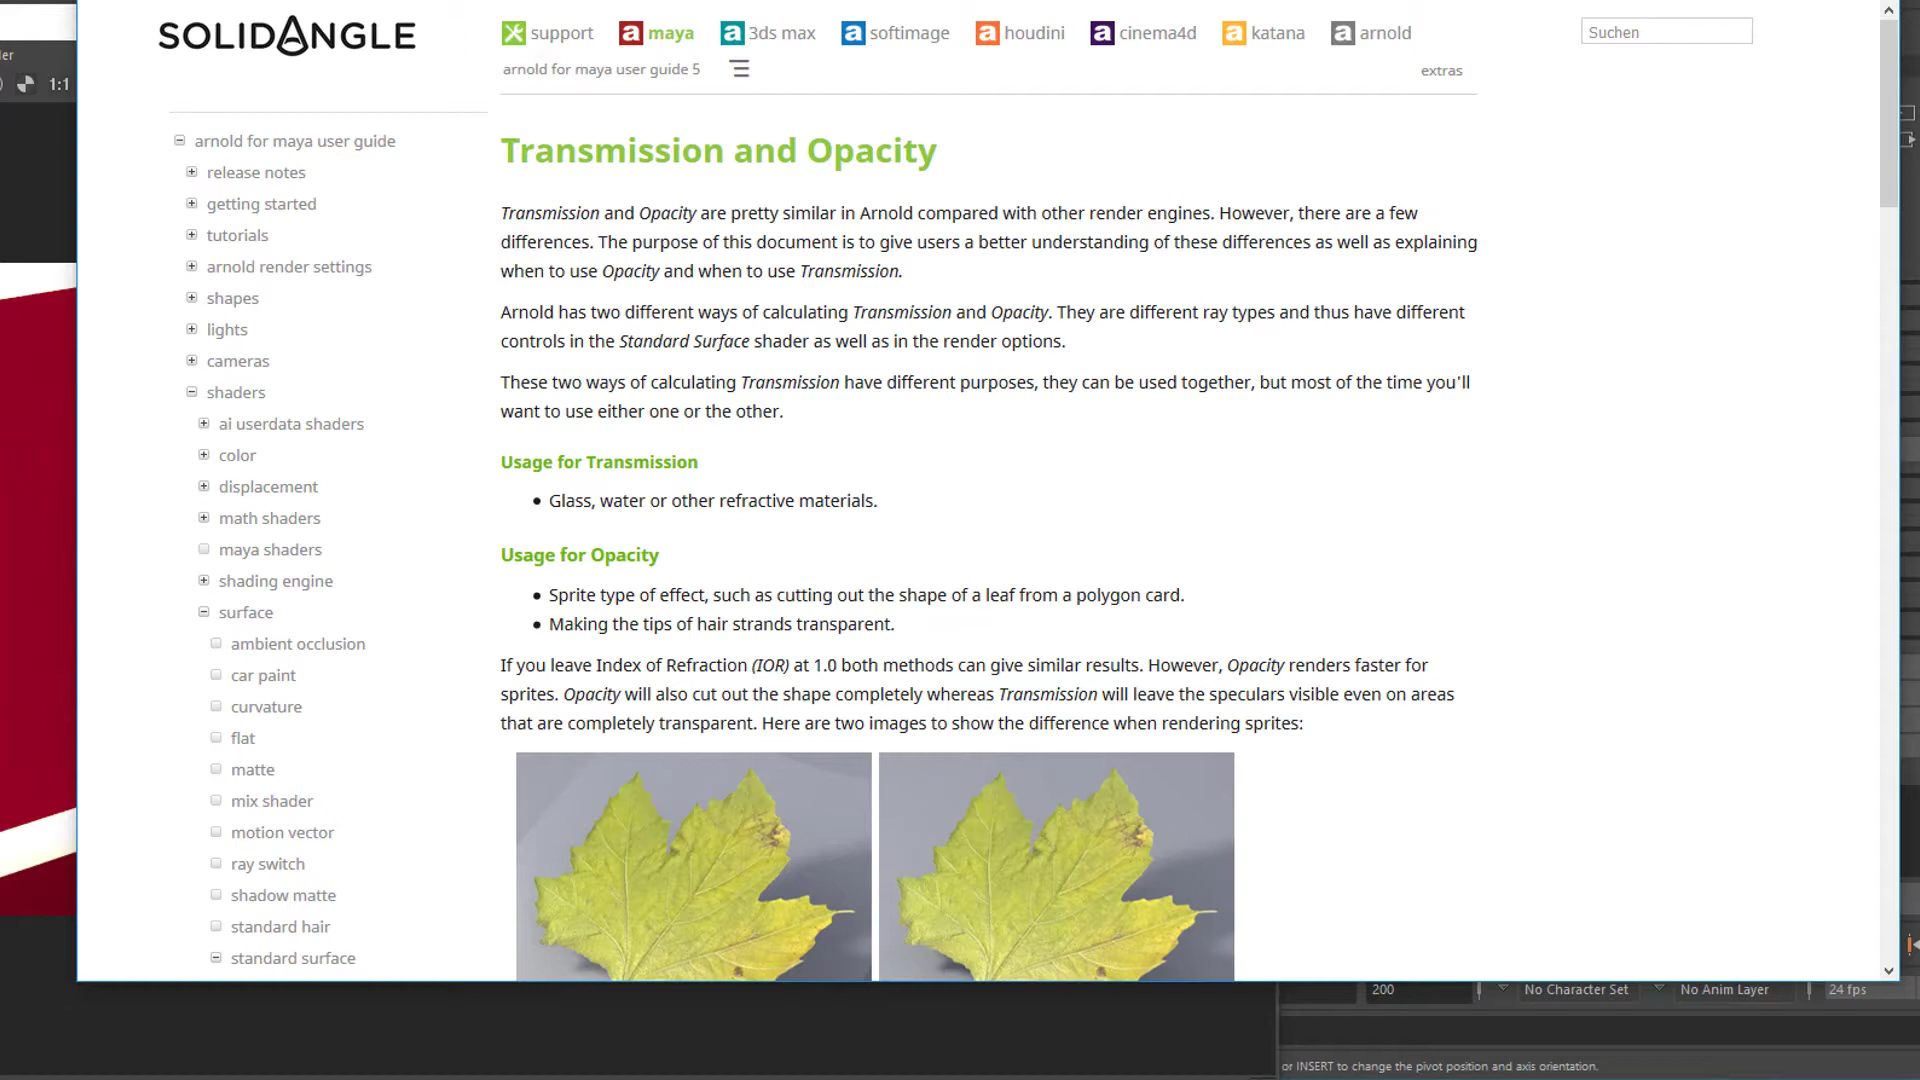 SOLIDANGLE
support
maya
3ds max
softimage
houdini
cinema4d
katana
arnold
Suchen
arnold for maya user guide 5
extras
1:1
arnold for maya user guide
release notes
getting started
tutorials
arnold render settings
shapes
lights
cameras
shaders
ai userdata shaders
color
displacement
math shaders
maya shaders
shading engine
surface
ambient occlusion
car paint
curvature
flat
matte
mix shader
motion vector
ray switch
shadow matte
standard hair
standard surface
Transmission and Opacity
Transmission and Opacity are pretty similar in Arnold compared with other render engines. However, there are a few
differences. The purpose of this document is to give users a better understanding of these differences as well as explaining
when to use Opacity and when to use Transmission.
Arnold has two different ways of calculating Transmission and Opacity. They are different ray types and thus have different
controls in the Standard Surface shader as well as in the render options.
These two ways of calculating Transmission have different purposes, they can be used together, but most of the time you'll
want to use either one or the other.
Usage for Transmission
• Glass, water or other refractive materials.
Usage for Opacity
• Sprite type of effect, such as cutting out the shape of a leaf from a polygon card.
• Making the tips of hair strands transparent.
If you leave Index of Refraction (IOR) at 1.0 both methods can give similar results. However, Opacity renders faster for
sprites. Opacity will also cut out the shape completely whereas Transmission will leave the speculars visible even on areas
that are completely transparent. Here are two images to show the difference when rendering sprites:
200
No Character Set
No Anim Layer
24 fps
or INSERT to change the pivot position and axis orientation.